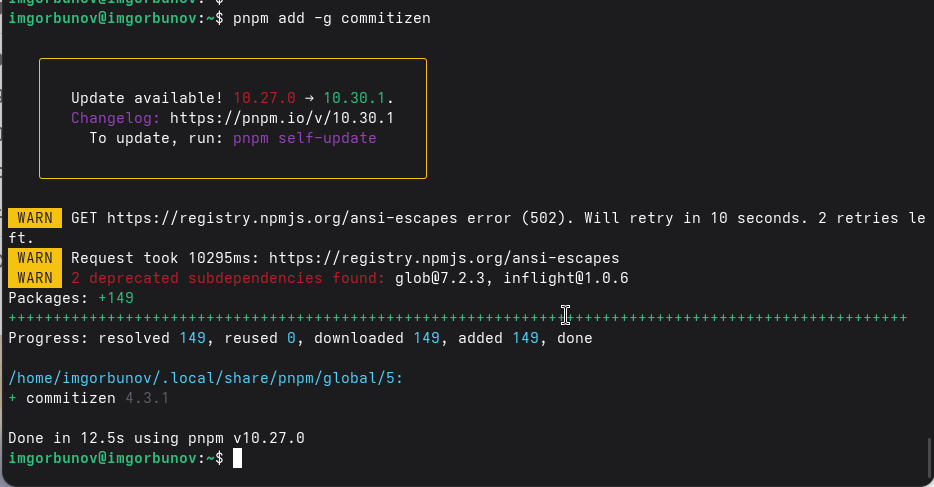 imgorbunov@imgorbunov:~$
imgorbunov@imgorbunov:~$ pnpm add -g commitizen
Update available! 10.27.0 → 10.30.1.
Changelog: https://pnpm.io/v/10.30.1
To update, run: pnpm self-update
WARN GET https://registry.npmjs.org/ansi-escapes error (502). Will retry in 10 seconds. 2 retries le
ft.
WARN Request took 10295ms: https://registry.npmjs.org/ansi-escapes
WARN 2 deprecated subdependencies found: glob@7.2.3, inflight@1.0.6
Packages: +149
++++++++++++++++++++++++++++++++++++++++++++++++++++++++++++++++++++++++++++++++++++++++++++++++++++
Progress: resolved 149, reused 0, downloaded 149, added 149, done
/home/imgorbunov/.local/share/pnpm/global/5:
+ commitizen 4.3.1
Done in 12.5s using pnpm v10.27.0
imgorbunov@imgorbunov:~$